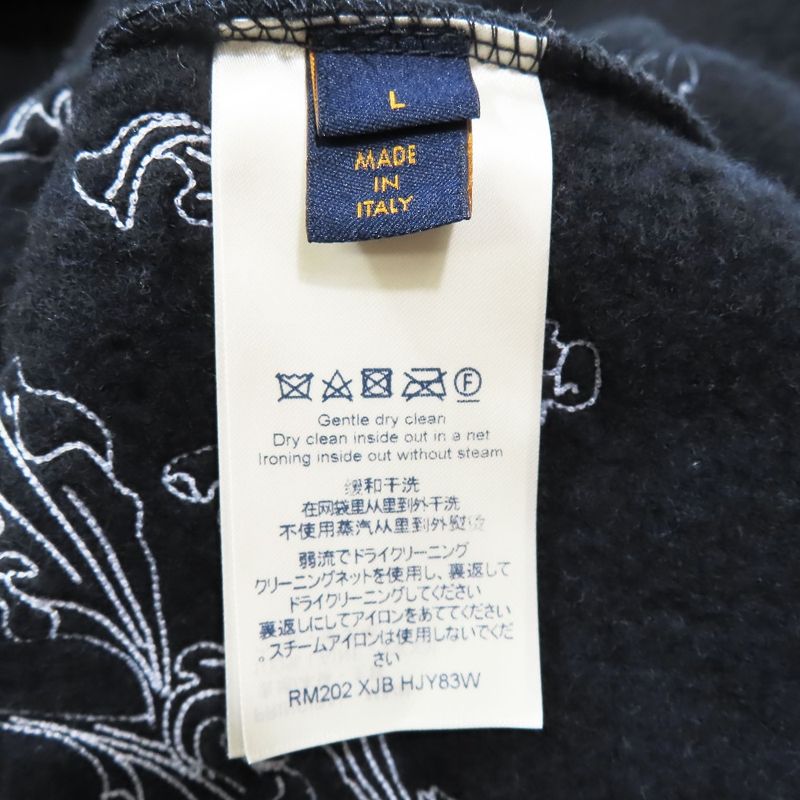 L
MADE
IN
ITALY
F
Gentle dry clean
Dry clean inside out in a net
Ironing inside out without steam
缓和干洗
在网袋里从里到外干洗
不使用蒸汽从里到外熨烫
弱流でドライクリーニング
クリーニングネットを使用し、裏返して
ドライクリーニングしてください
裏返しにしてアイロンをあててください
。スチームアイロンは使用しないでくだ
さい
RM202 XJB HJY83W